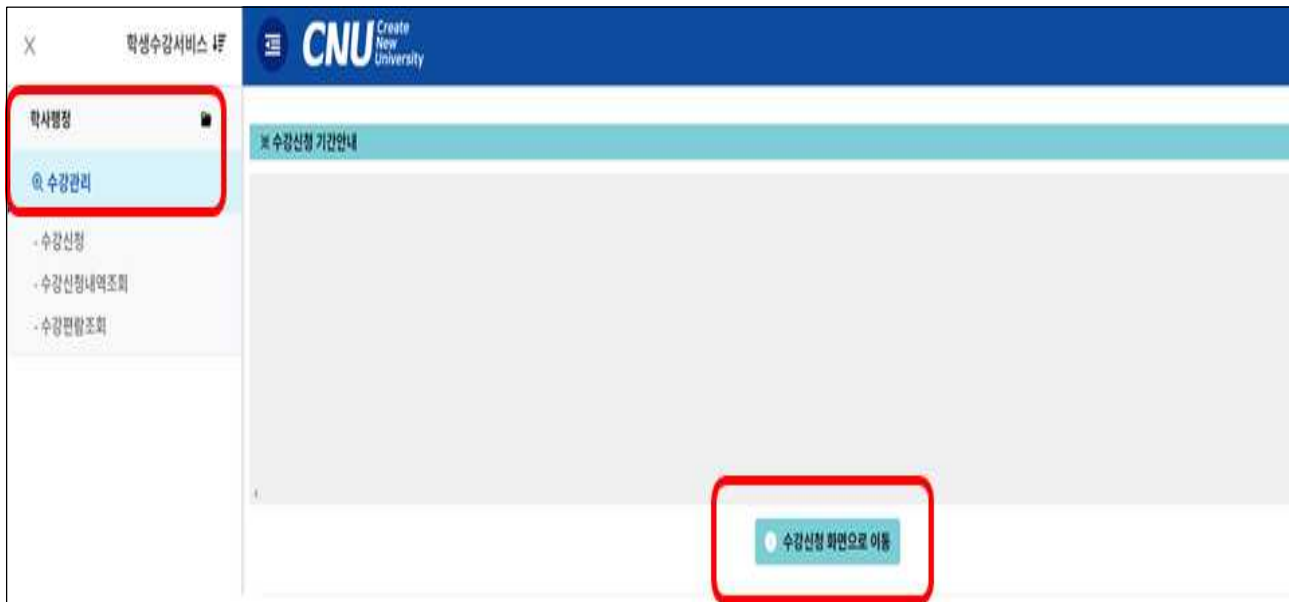 학생수강서비스
학사행정
수강관리
- 수강신청
- 수강신청내역조회
- 수강편람조회
CNU Create
New
University
※ 수강신청 기간안내
수강신청 화면으로 이동